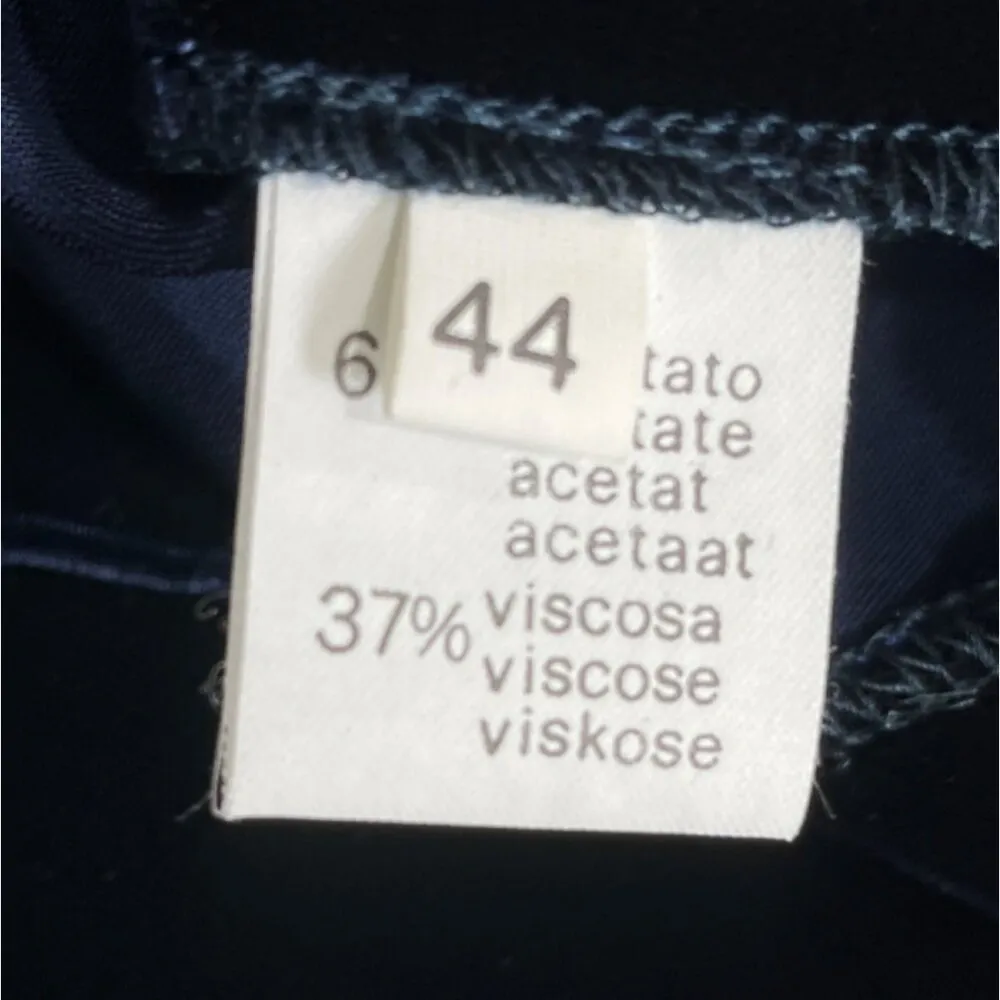 44
6 tato
tate
acetat
acetaat
37% viscosa
viscose
viskose